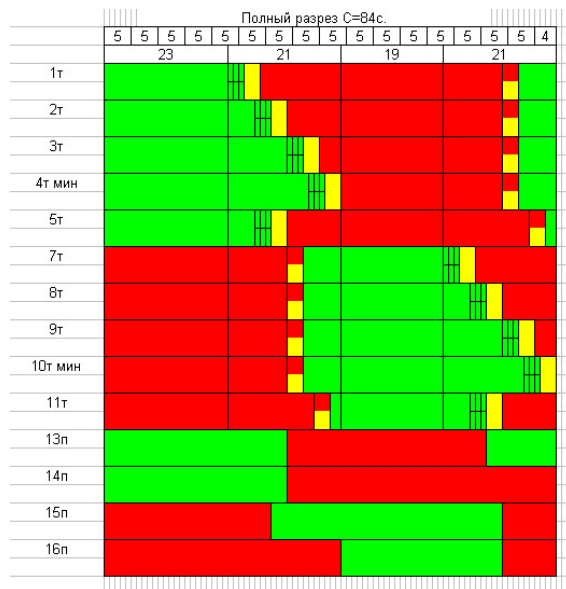 Полный разрез С=84с.
5 5 5 5 5 5 5 5 5 5 5 5 5 5 5 5 4
23 21 19 21
1т
2т
3т
4т мин
5т
7т
8т
9т
10т мин
11т
13п
14п
15п
16п